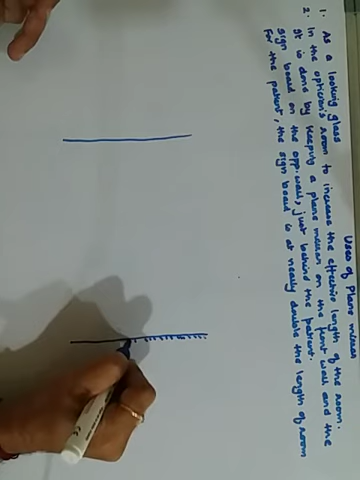 Uses of Plane mirrors
1. As a looking glass
2. In the optician's room to increase the effective length of the room.
It is done by keeping a plane mirror on the front wall and the
sign board on the opp. wall, just behind the patient.
For the patient, the sign board is at nearly double the length of room